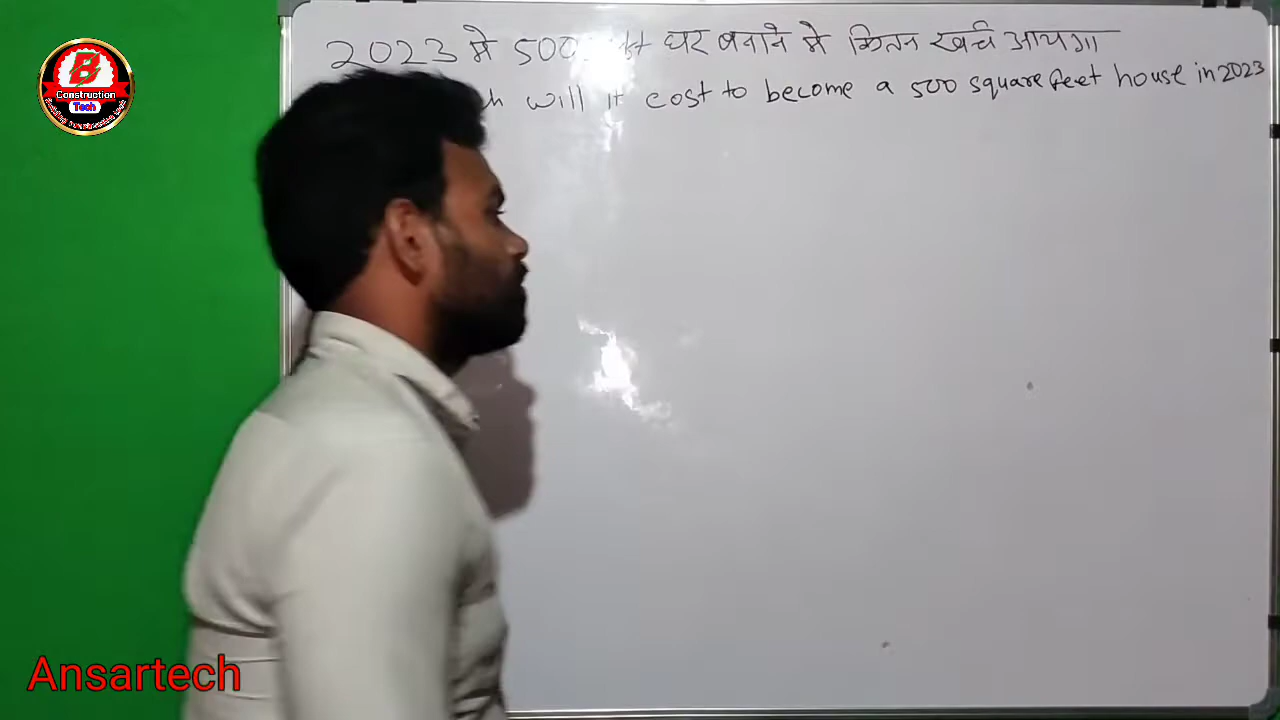 B
Construction
Tech
2023 मे 500 ft घर बनाने मे कितन खर्च आयगा
will it cost to become a 500 square feet house in 2023
Ansartech